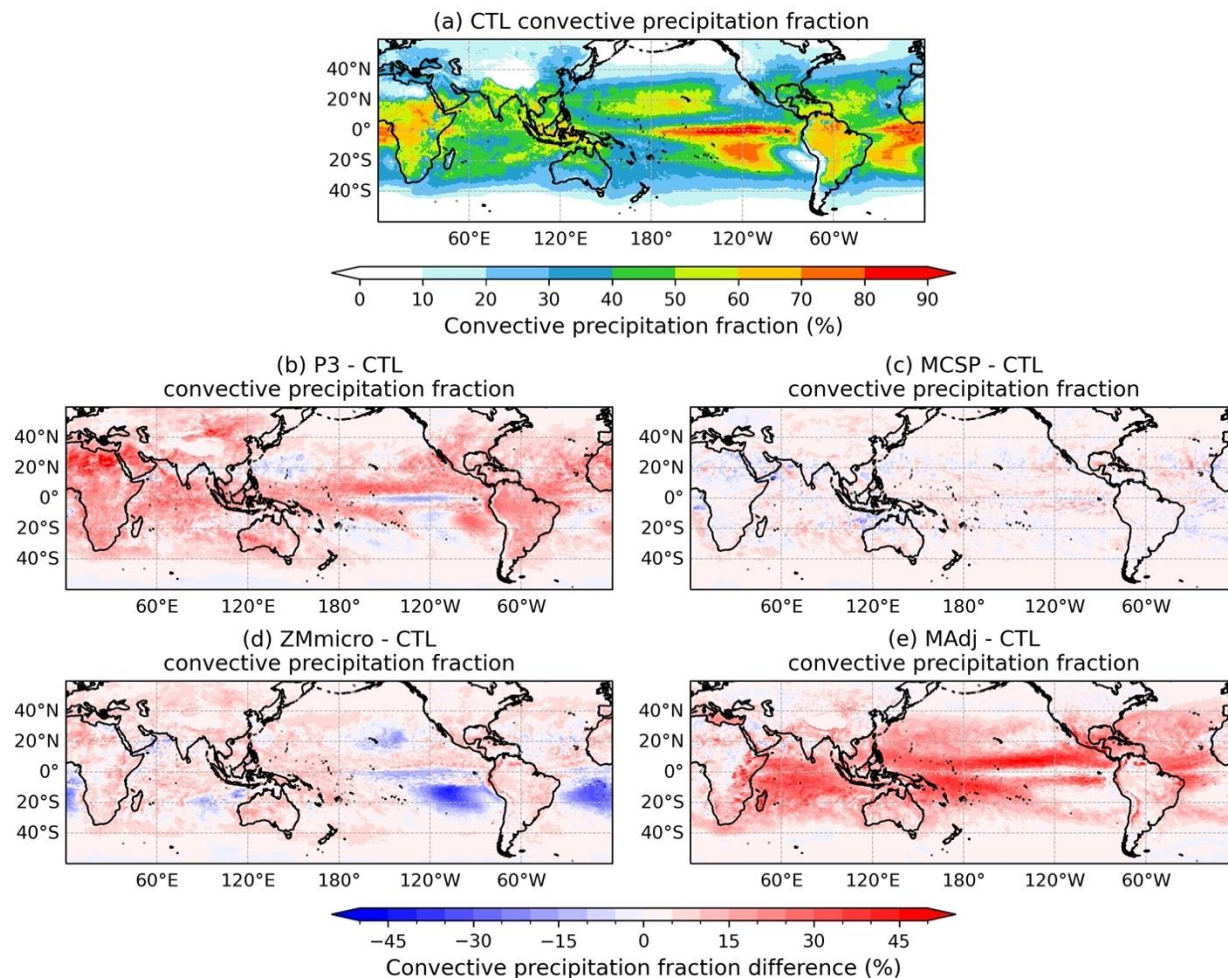 (a) CTL convective precipitation fraction
40°N
20°N
0°
20°S
40°S
60°E 120°E 180° 120°W 60°W
0 10 20 30 40 50 60 70 80 90
Convective precipitation fraction (%)
(b) P3 - CTL
convective precipitation fraction
40°N
20°N
0°
20°S
40°S
60°E 120°E 180° 120°W 60°W
(c) MCSP - CTL
convective precipitation fraction
40°N
20°N
0°
20°S
40°S
60°E 120°E 180° 120°W 60°W
(d) ZMmicro - CTL
convective precipitation fraction
40°N
20°N
0°
20°S
40°S
60°E 120°E 180° 120°W 60°W
(e) MAdj - CTL
convective precipitation fraction
40°N
20°N
0°
20°S
40°S
60°E 120°E 180° 120°W 60°W
−45 −30 −15 0 15 30 45
Convective precipitation fraction difference (%)